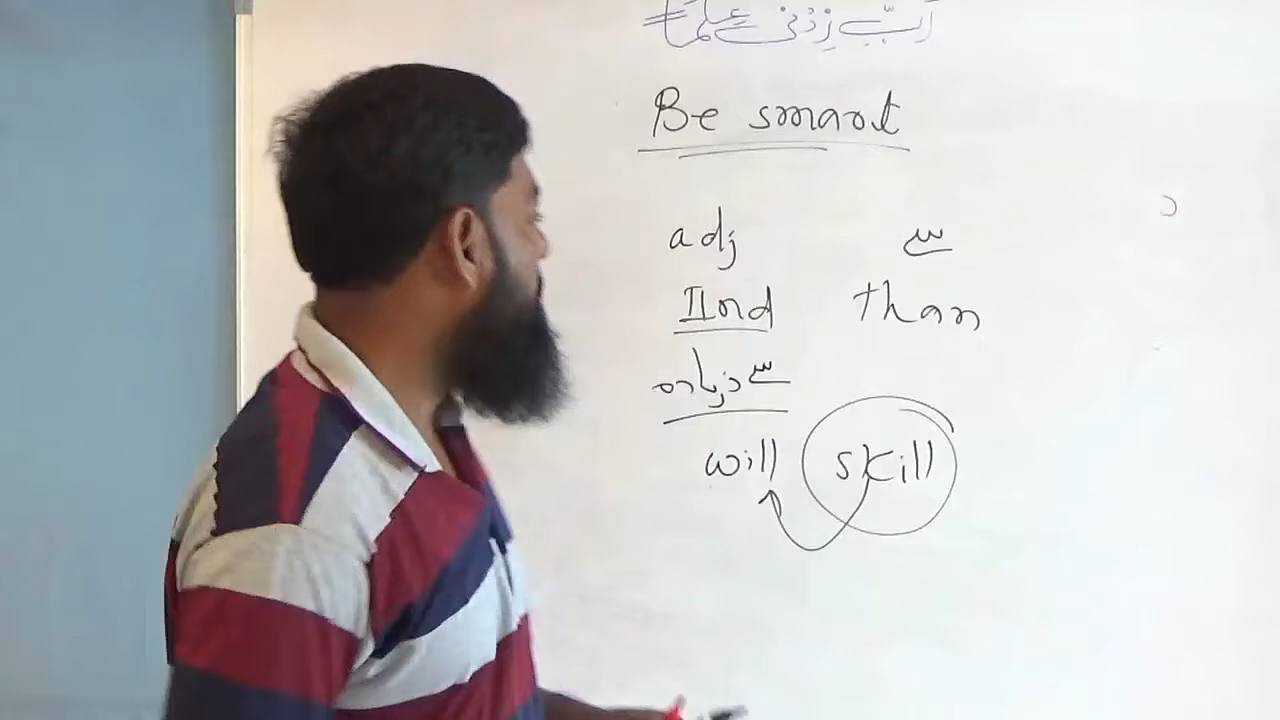 رَبِّ زِدْنِي عِلْمًا
Be smart
adj سے
IInd than
سے زیادہ
will skill